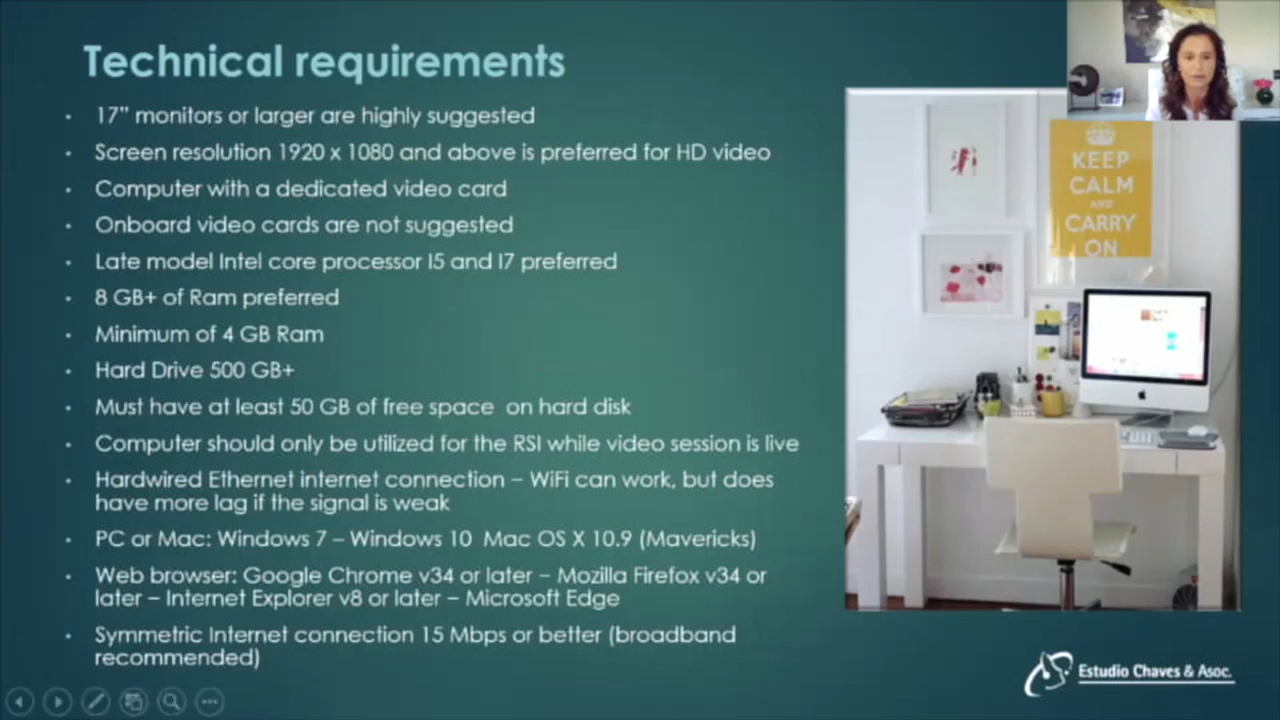 Technical requirements
17” monitors or larger are highly suggested
Screen resolution 1920 x 1080 and above is preferred for HD video
Computer with a dedicated video card
Onboard video cards are not suggested
Late model Intel core processor I5 and I7 preferred
8 GB+ of Ram preferred
Minimum of 4 GB Ram
Hard Drive 500 GB+
Must have at least 50 GB of free space on hard disk
Computer should only be utilized for the RSI while video session is live
Hardwired Ethernet internet connection – WiFi can work, but does
have more lag if the signal is weak
PC or Mac: Windows 7 – Windows 10 Mac OS X 10.9 (Mavericks)
Web browser: Google Chrome v34 or later – Mozilla Firefox v34 or
later – Internet Explorer v8 or later – Microsoft Edge
Symmetric Internet connection 15 Mbps or better (broadband
recommended)
KEEP
CALM
AND
CARRY
ON
Estudio Chaves & Asoc.